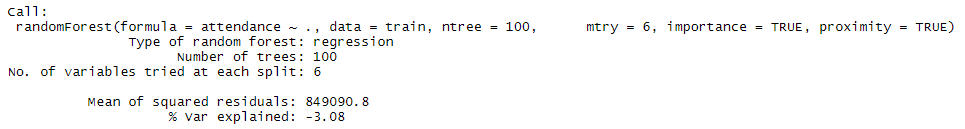 Call:
 randomForest(formula = attendance ~ ., data = train, ntree = 100,      mtry = 6, importance = TRUE, proximity = TRUE)
               Type of random forest: regression
                     Number of trees: 100
No. of variables tried at each split: 6

          Mean of squared residuals: 849090.8
                    % Var explained: -3.08